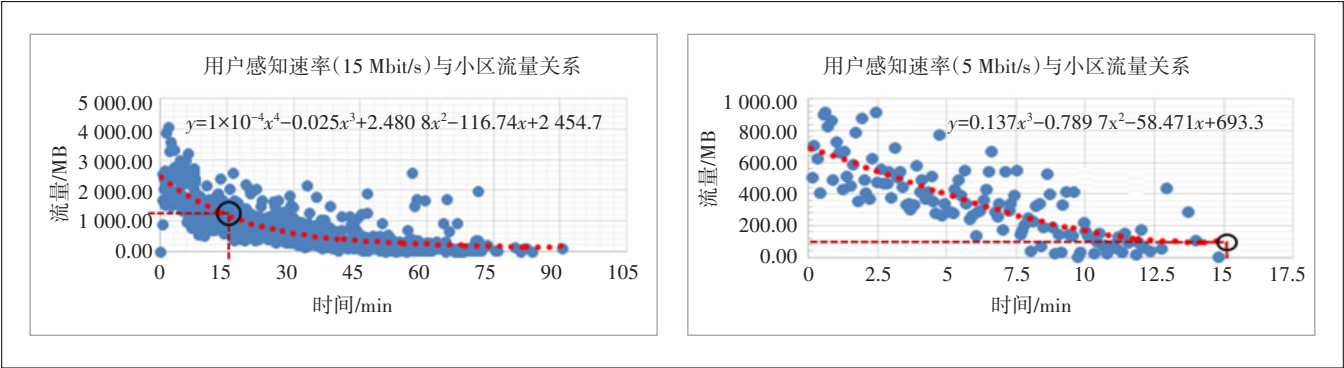 用户感知速率(15 Mbit/s)与小区流量关系
y=1×10⁻⁴x⁴−0.025x³+2.480 8x²−116.74x+2 454.7
流量/MB
5 000.00
4 000.00
3 000.00
2 000.00
1 000.00
0.00
0 15 30 45 60 75 90 105
时间/min
用户感知速率(5 Mbit/s)与小区流量关系
y=0.137x³−0.789 7x²−58.471x+693.3
流量/MB
1 000.00
800.00
600.00
400.00
200.00
0.00
0 2.5 5 7.5 10 12.5 15 17.5
时间/min